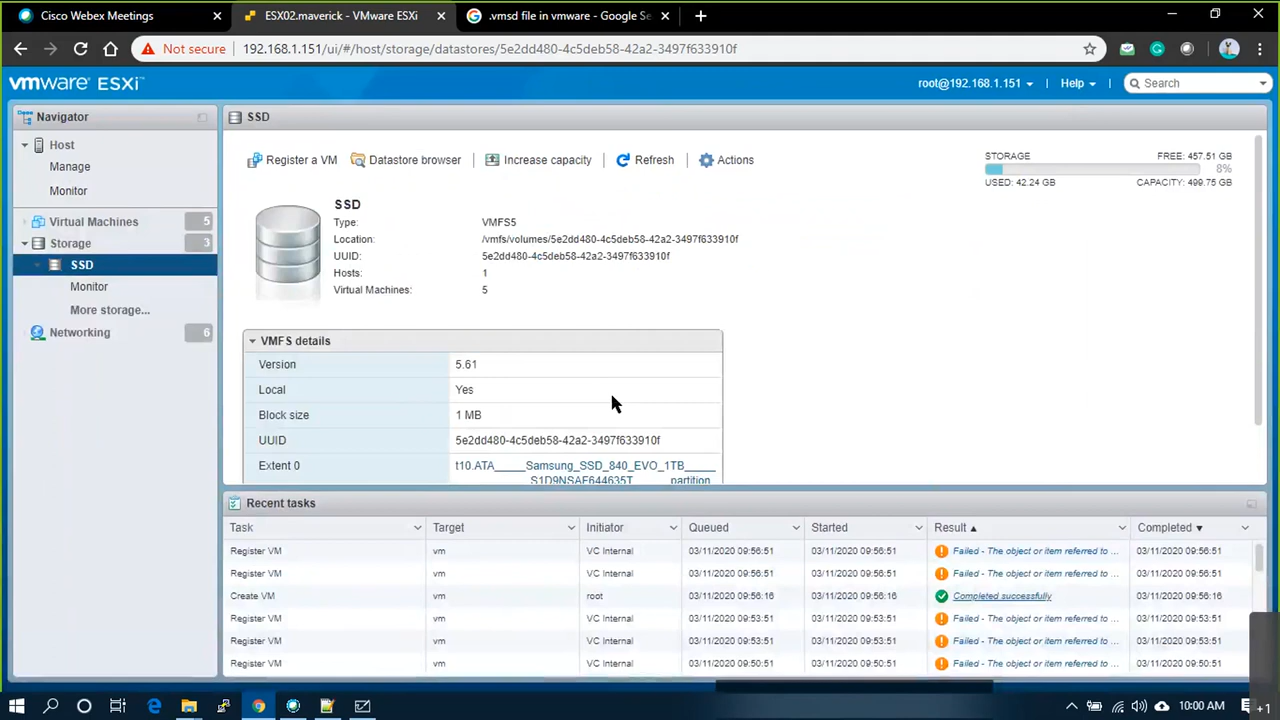 Cisco Webex Meetings
ESX02.maverick - VMware ESXi
.vmsd file in vmware - Google Se
Not secure 192.168.1.151/ui/#/host/storage/datastores/5e2dd480-4c5deb58-42a2-3497f633910f
vmware ESXi
root@192.168.1.151
Help
Search
Navigator
Host
Manage
Monitor
Virtual Machines 5
Storage 3
SSD
Monitor
More storage...
Networking 6
SSD
Register a VM Datastore browser Increase capacity Refresh Actions
STORAGE FREE: 457.51 GB
8%
USED: 42.24 GB CAPACITY: 499.75 GB
SSD
Type: VMFS5
Location: /vmfs/volumes/5e2dd480-4c5deb58-42a2-3497f633910f
UUID: 5e2dd480-4c5deb58-42a2-3497f633910f
Hosts: 1
Virtual Machines: 5
VMFS details
Version 5.61
Local Yes
Block size 1 MB
UUID 5e2dd480-4c5deb58-42a2-3497f633910f
Extent 0 t10.ATA_____Samsung_SSD_840_EVO_1TB_____
partition
Recent tasks
Task Target Initiator Queued Started Result Completed
Register VM vm VC Internal 03/11/2020 09:56:51 03/11/2020 09:56:51 Failed - The object or item referred to ... 03/11/2020 09:56:51
Register VM vm VC Internal 03/11/2020 09:56:51 03/11/2020 09:56:51 Failed - The object or item referred to ... 03/11/2020 09:56:51
Create VM vm root 03/11/2020 09:56:16 03/11/2020 09:56:16 Completed successfully 03/11/2020 09:56:16
Register VM vm VC Internal 03/11/2020 09:53:51 03/11/2020 09:53:51 Failed - The object or item referred to ... 03/11/2020 09:53:51
Register VM vm VC Internal 03/11/2020 09:53:51 03/11/2020 09:53:51 Failed - The object or item referred to ... 03/11/2020 09:53:51
Register VM vm VC Internal 03/11/2020 09:50:51 03/11/2020 09:50:51 Failed - The object or item referred to ... 03/11/2020 09:50:51
10:00 AM
+1